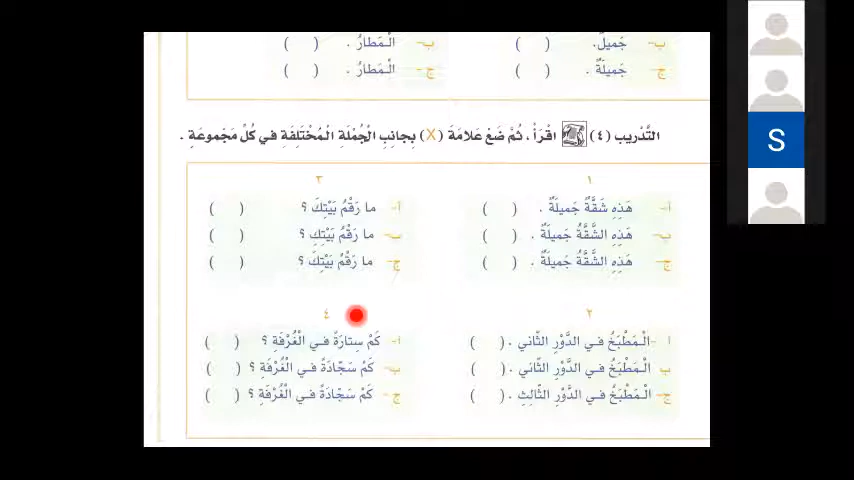 ب- جَميلٌ. ( )
ج- جَميلَةٌ . ( )
ب- الْمَطارُ . ( )
ج- الْمَطارُ . ( )
التَّدْريب (٤) اقْرَأْ ، ثُمَّ ضَعْ عَلامَةَ (X) بِجانِبِ الْجُمْلَةِ الْمُخْتَلِفَةِ في كُلِّ مَجْموعَةٍ .
١
أ- هَذِهِ شَقَّةٌ جَميلَةٌ . ( )
ب- هَذِهِ الشَّقَّةُ جَميلَةٌ . ( )
ج- هَذِهِ الشَّقَّةُ جَميلَةٌ . ( )
٣
أ- ما رَقْمُ بَيْتِكَ ؟ ( )
ب- ما رَقْمُ بَيْتِكِ ؟ ( )
ج- ما رَقْمُ بَيْتِكَ ؟ ( )
٢
أ- الْمَطْبَخُ في الدَّوْرِ الثّاني . ( )
ب- الْمَطْبَخُ في الدَّوْرِ الثّاني . ( )
ج- الْمَطْبَخُ في الدَّوْرِ الثّالِثِ . ( )
٤
أ- كَمْ سِتارَةً في الْغُرْفَةِ ؟ ( )
ب- كَمْ سَجّادَةً في الْغُرْفَةِ ؟ ( )
ج- كَمْ سَجّادَةً في الْغُرْفَةِ ؟ ( )
S